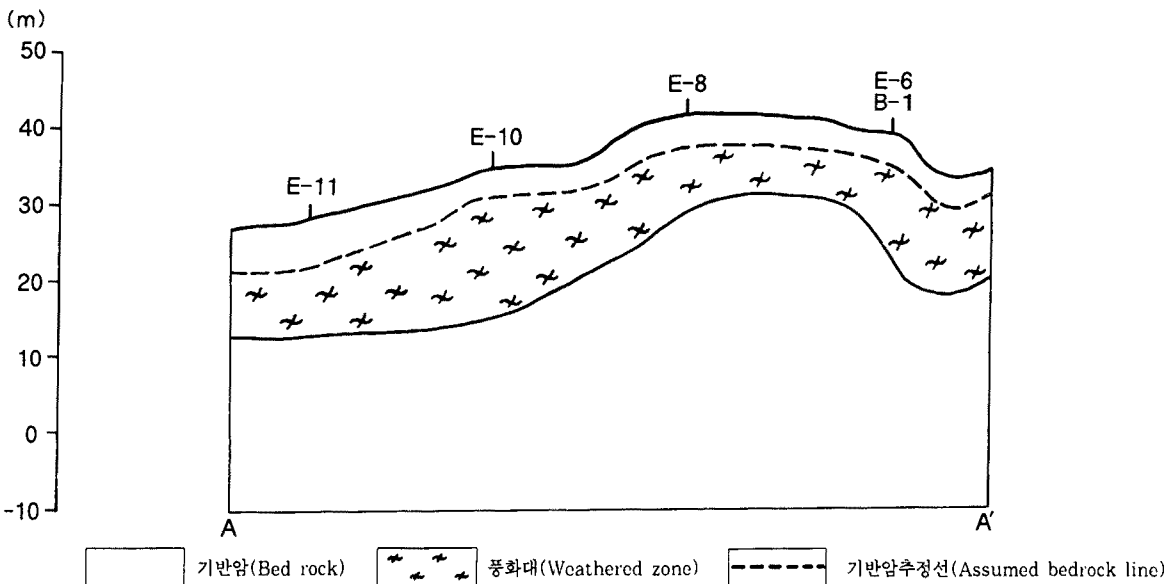 (m)
50
40
30
20
10
0
-10
E-11
E-10
E-8
E-6
B-1
A
A'
기반암(Bed rock)
풍화대(Weathered zone)
기반암추정선(Assumed bedrock line)